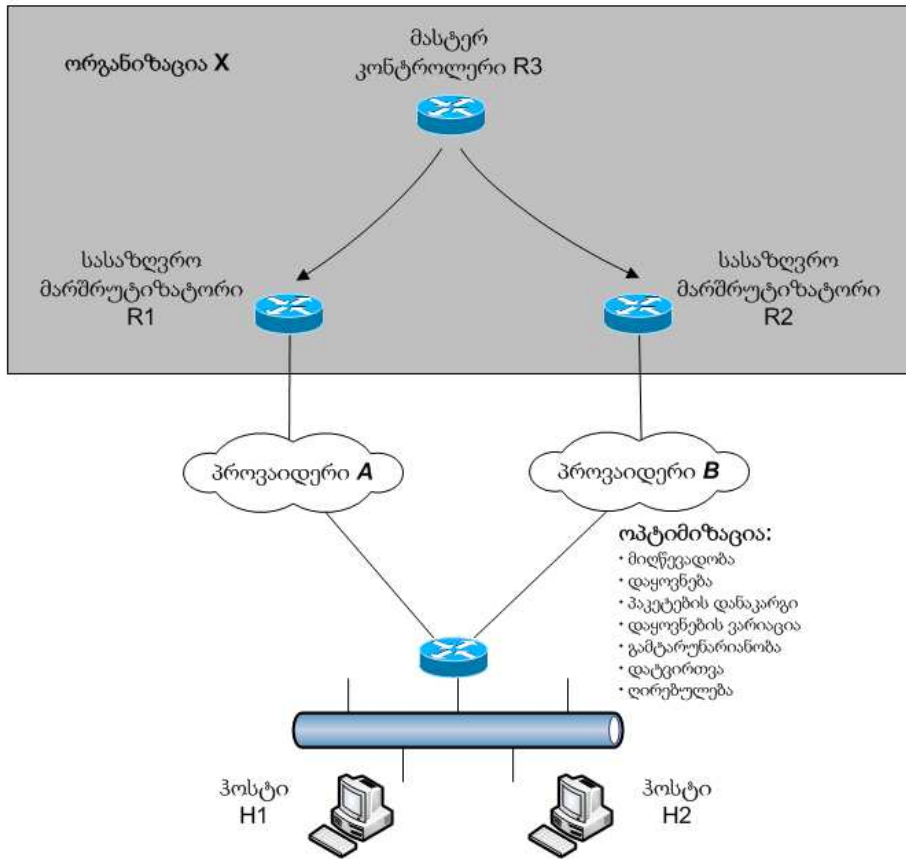 ორგანიზაცია X
მასტერ
კონტროლერი R3
სასაზღვრო
მარშრუტიზატორი
R1
სასაზღვრო
მარშრუტიზატორი
R2
პროვაიდერი A
პროვაიდერი B
ოპტიმიზაცია:
• მიღწევადობა
• დაყოვნება
• პაკეტების დანაკარგი
• დაყოვნების ვარიაცია
• გამტარუნარიანობა
• დატვირთვა
• ღირებულება
ჰოსტი
H1
ჰოსტი
H2